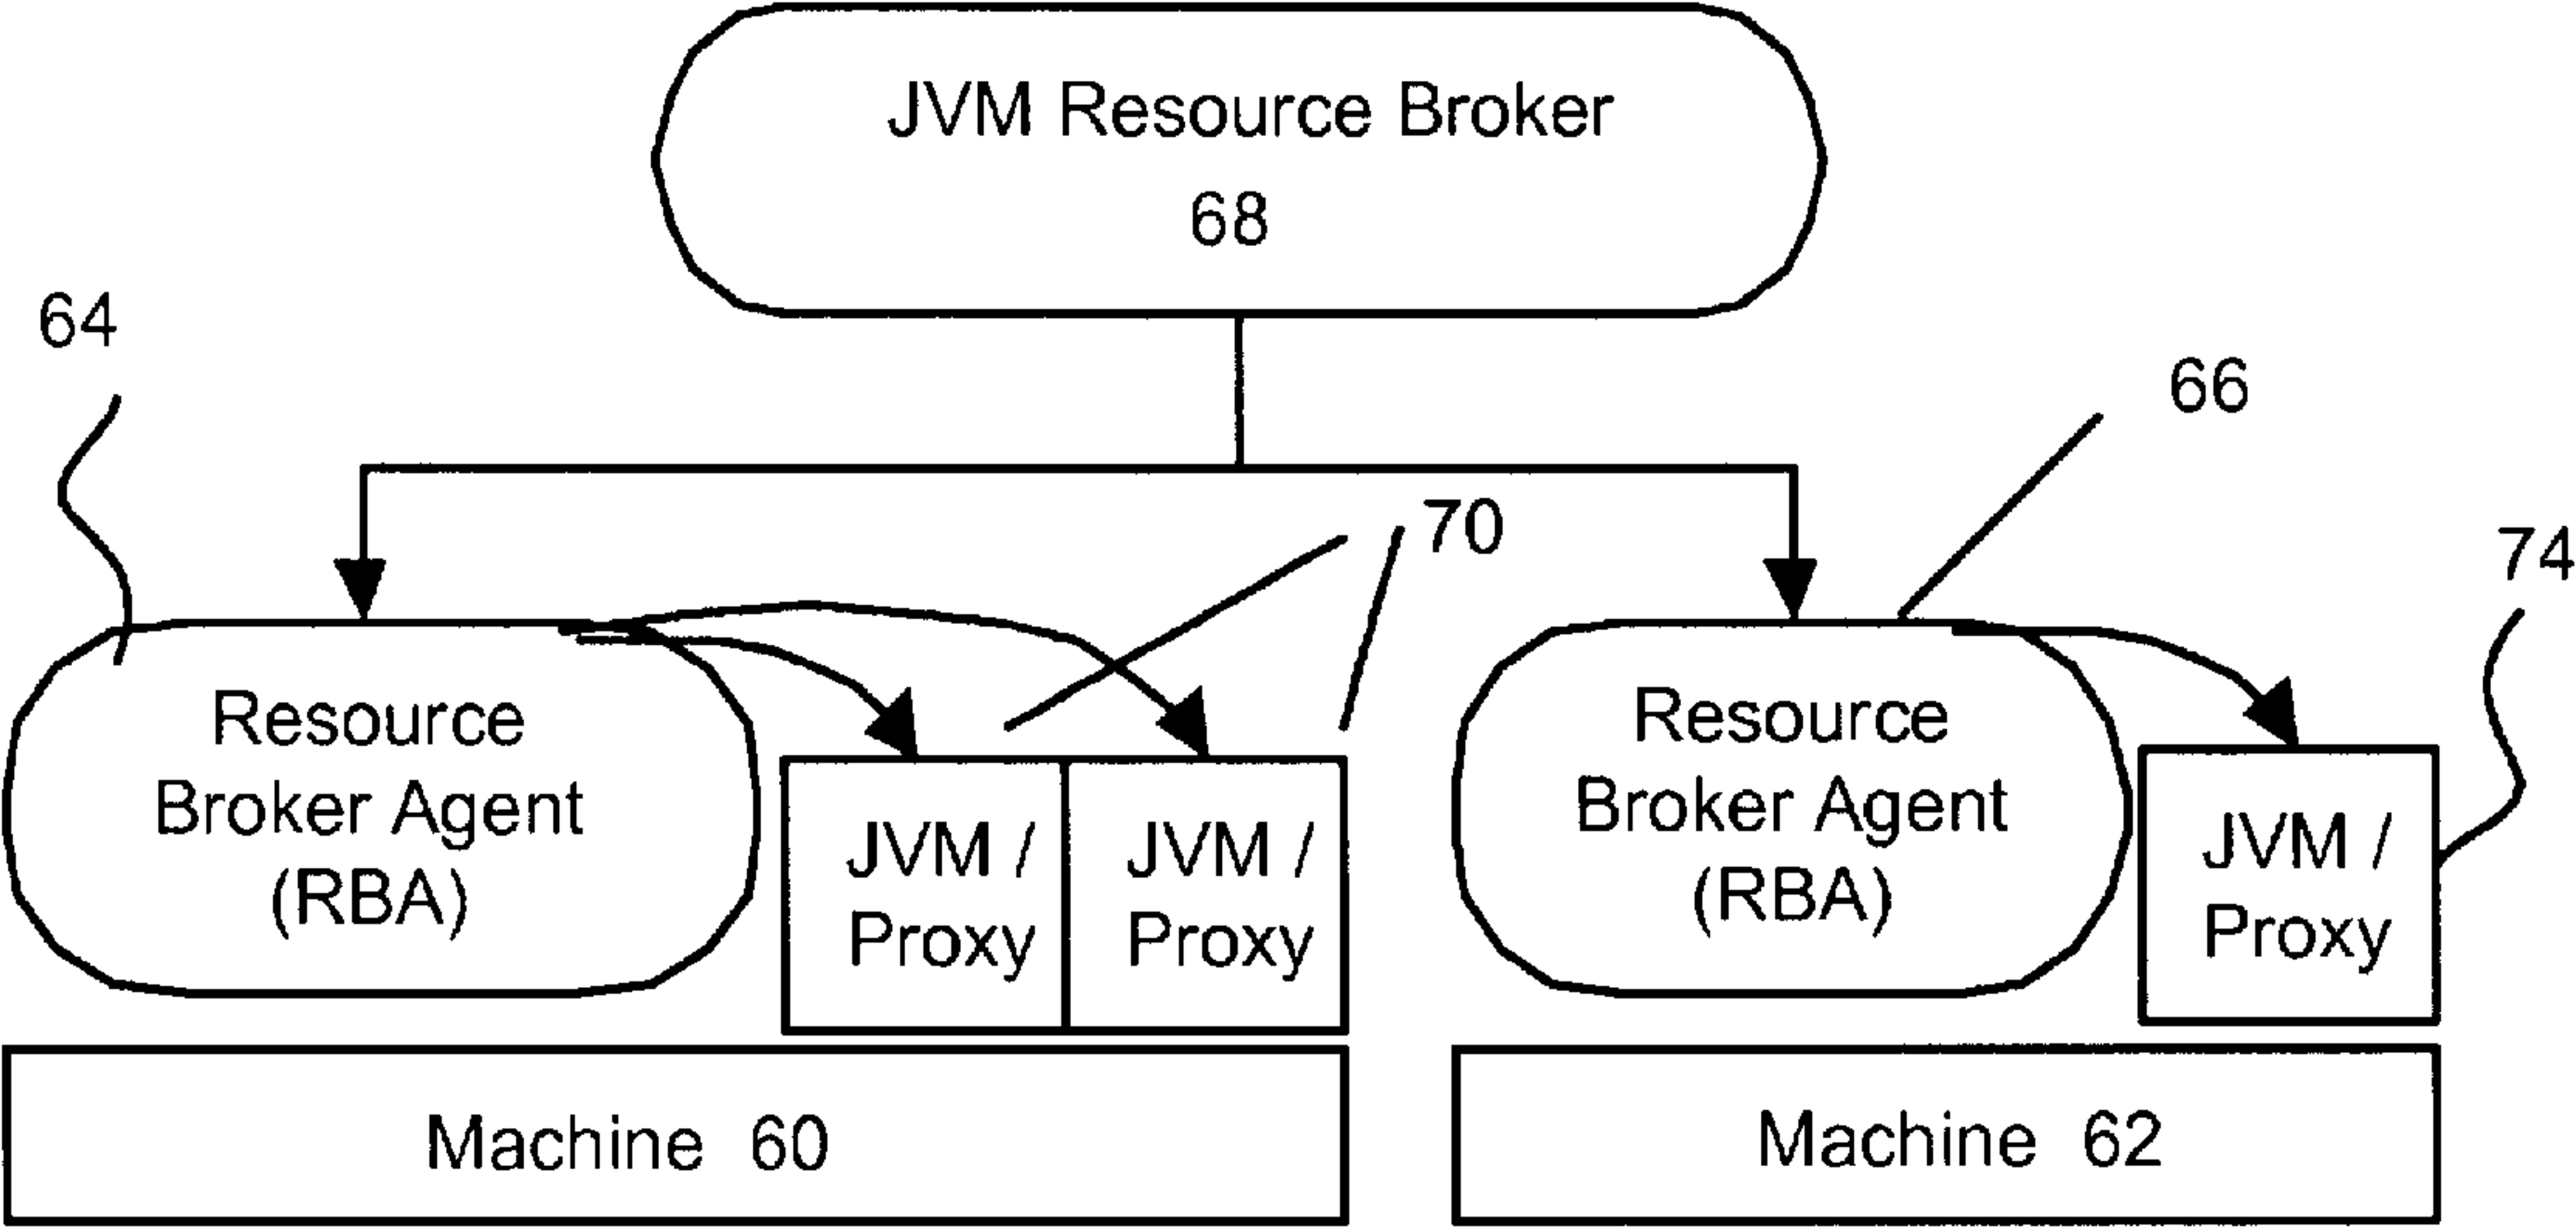 JVM Resource Broker
68
64
66
70
74
Resource
Broker Agent
(RBA)
JVM /
Proxy
JVM /
Proxy
Resource
Broker Agent
(RBA)
JVM /
Proxy
Machine 60
Machine 62